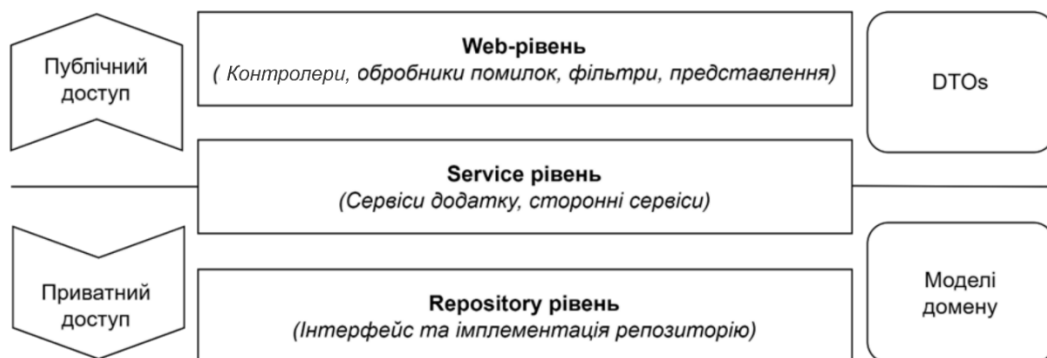 Публічний
доступ
Web-рівень
( Контролери, обробники помилок, фільтри, представлення)
DTOs
Service рівень
(Сервіси додатку, сторонні сервіси)
Приватний
доступ
Repository рівень
(Інтерфейс та імплементація репозиторію)
Моделі
домену